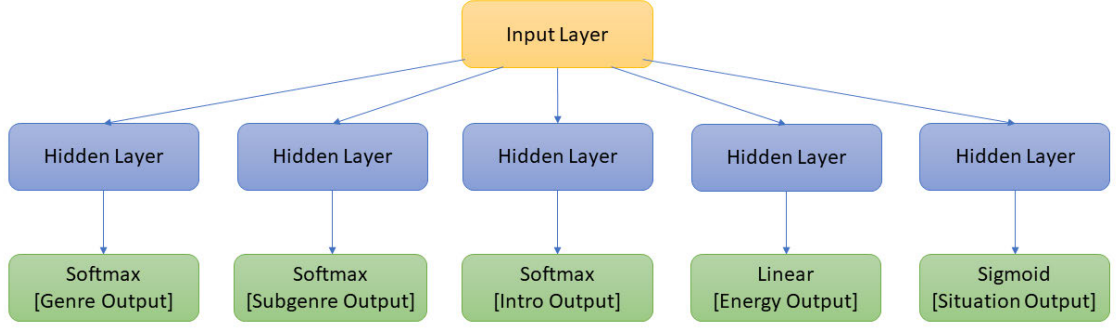 Input Layer
Hidden Layer
Hidden Layer
Hidden Layer
Hidden Layer
Hidden Layer
Softmax
[Genre Output]
Softmax
[Subgenre Output]
Softmax
[Intro Output]
Linear
[Energy Output]
Sigmoid
[Situation Output]